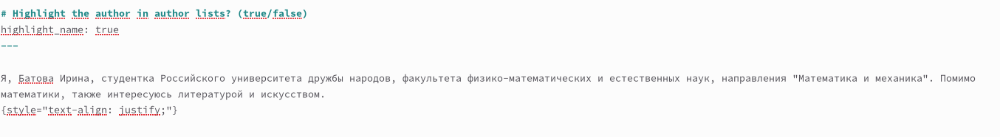 # Highlight the author in author lists? (true/false)
highlight_name: true
---
Я, Батова Ирина, студентка Российского университета дружбы народов, факультета физико-математических и естественных наук, направления "Математика и механика". Помимо
математики, также интересуюсь литературой и искусством.
{style="text-align: justify;"}